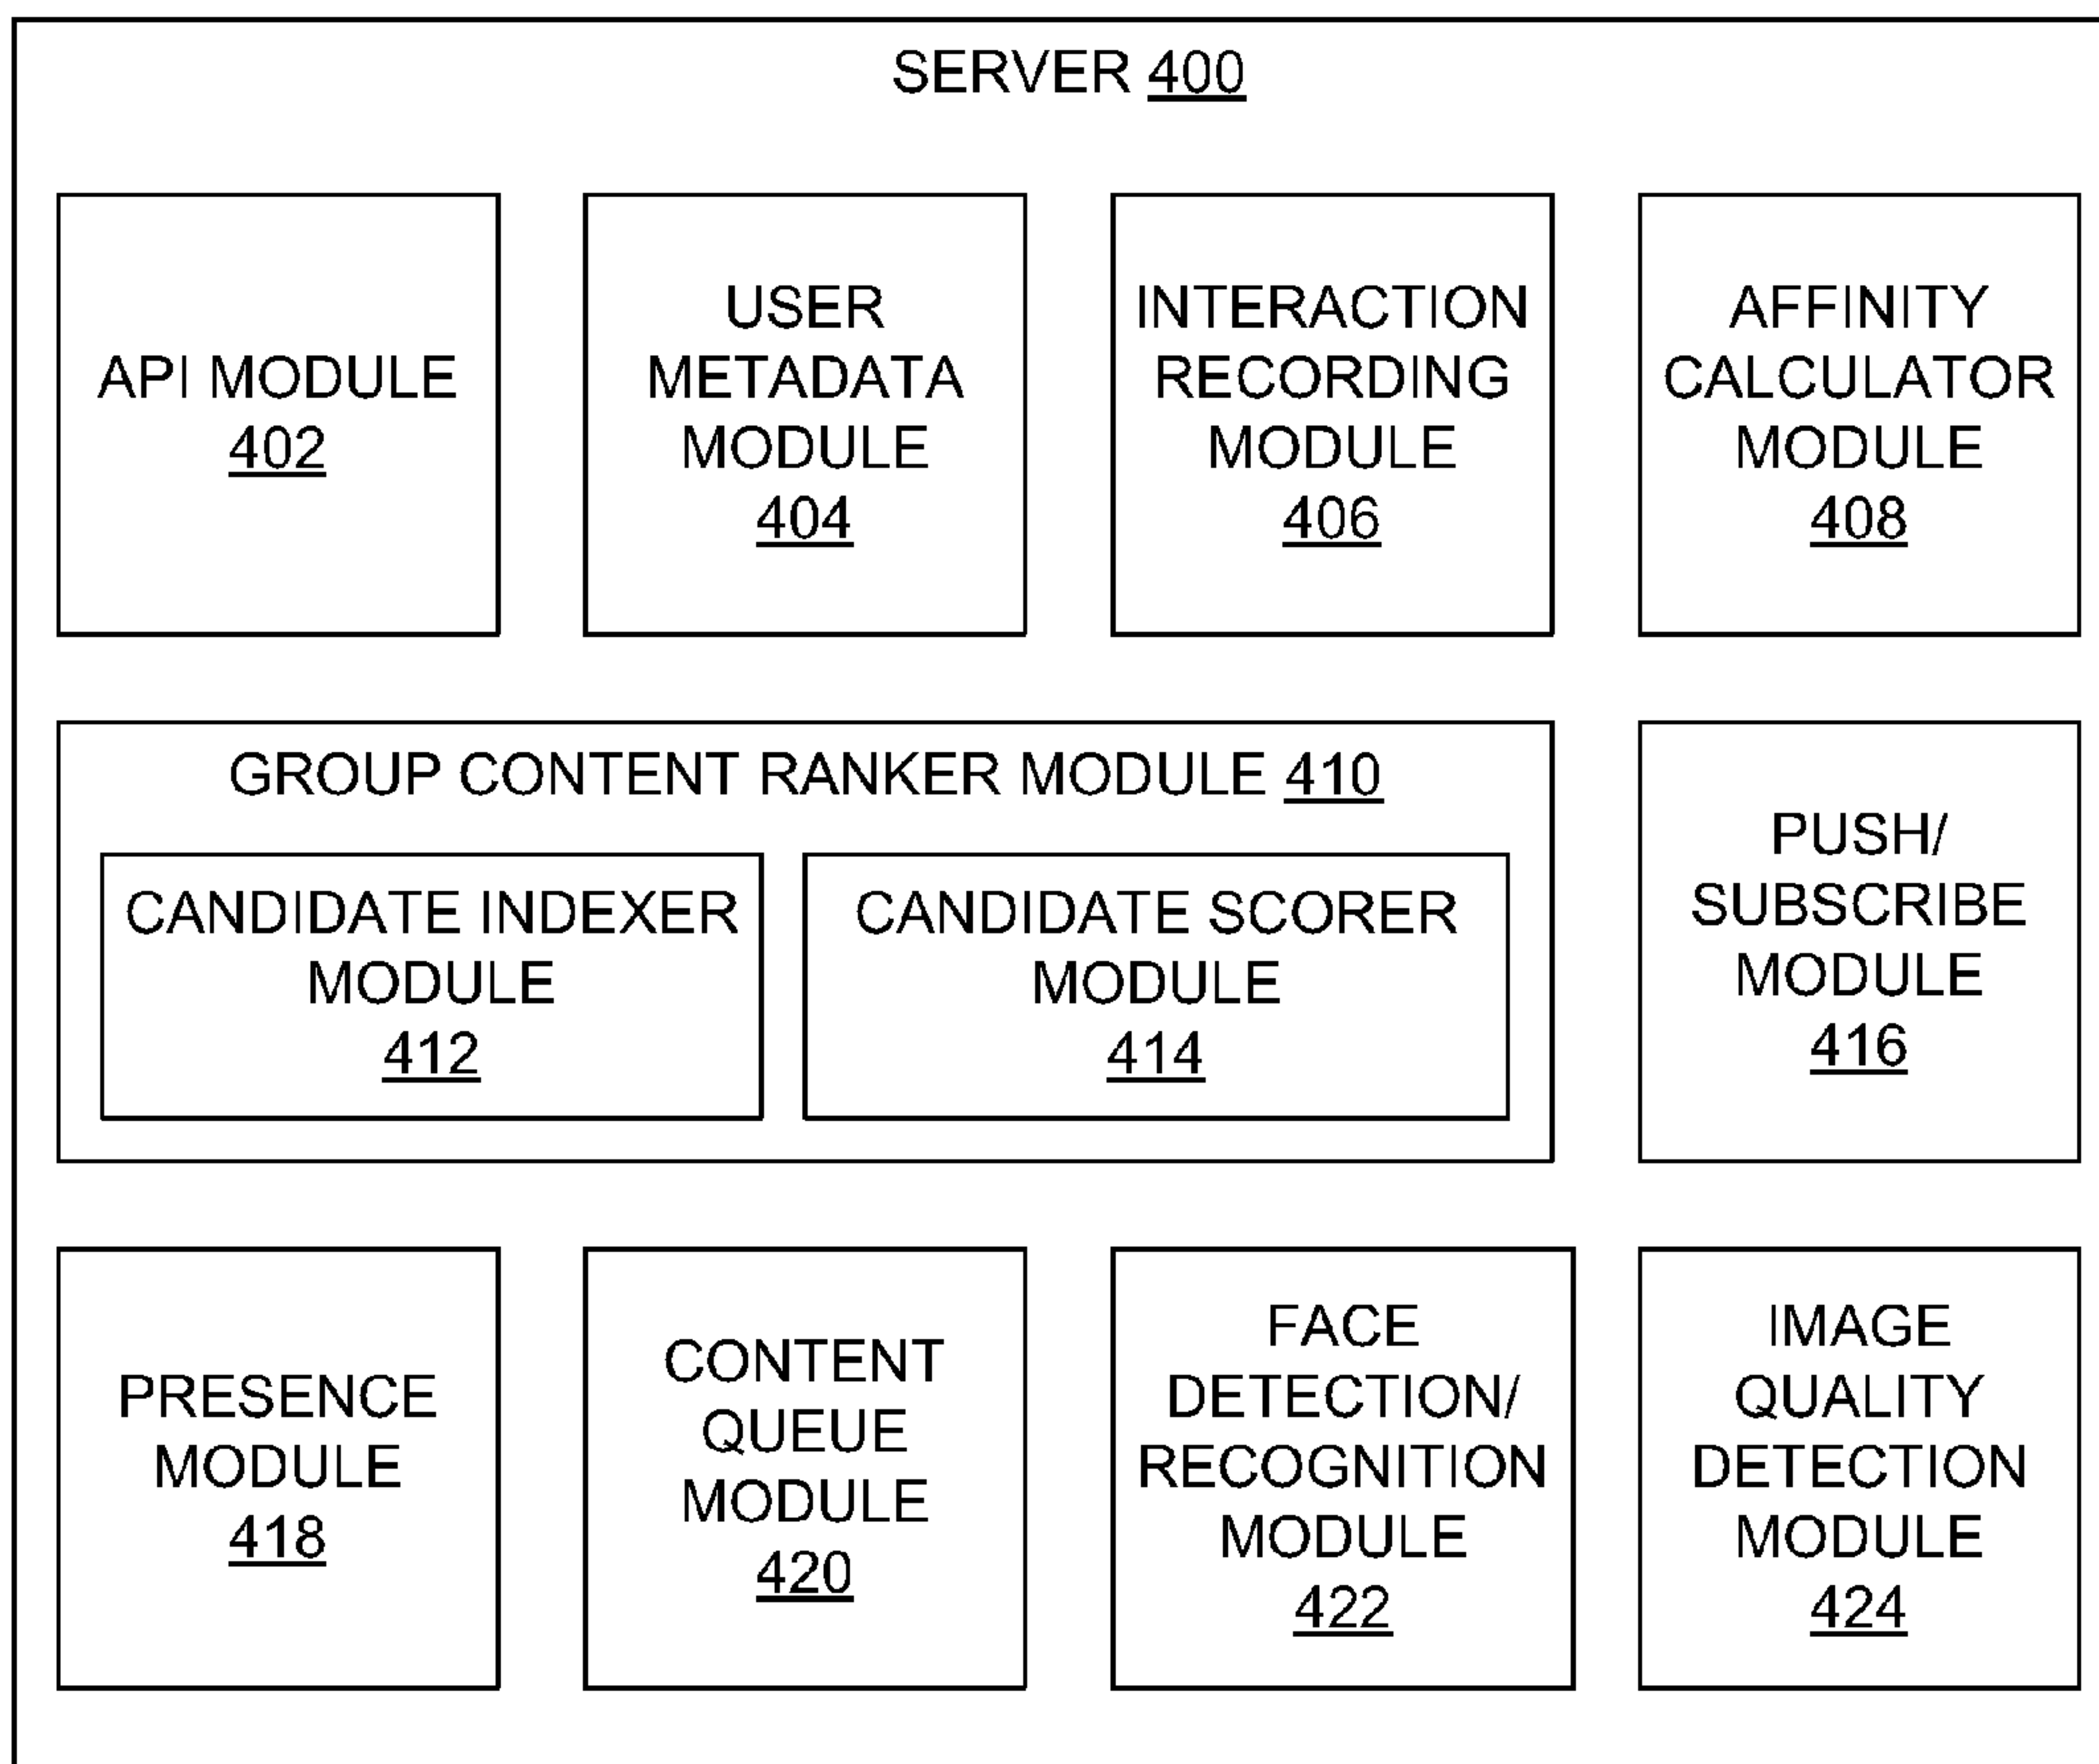 SERVER 400
API MODULE
402
USER
METADATA
MODULE
404
INTERACTION
RECORDING
MODULE
406
AFFINITY
CALCULATOR
MODULE
408
GROUP CONTENT RANKER MODULE 410
CANDIDATE INDEXER
MODULE
412
CANDIDATE SCORER
MODULE
414
PUSH/
SUBSCRIBE
MODULE
416
PRESENCE
MODULE
418
CONTENT
QUEUE
MODULE
420
FACE
DETECTION/
RECOGNITION
MODULE
422
IMAGE
QUALITY
DETECTION
MODULE
424